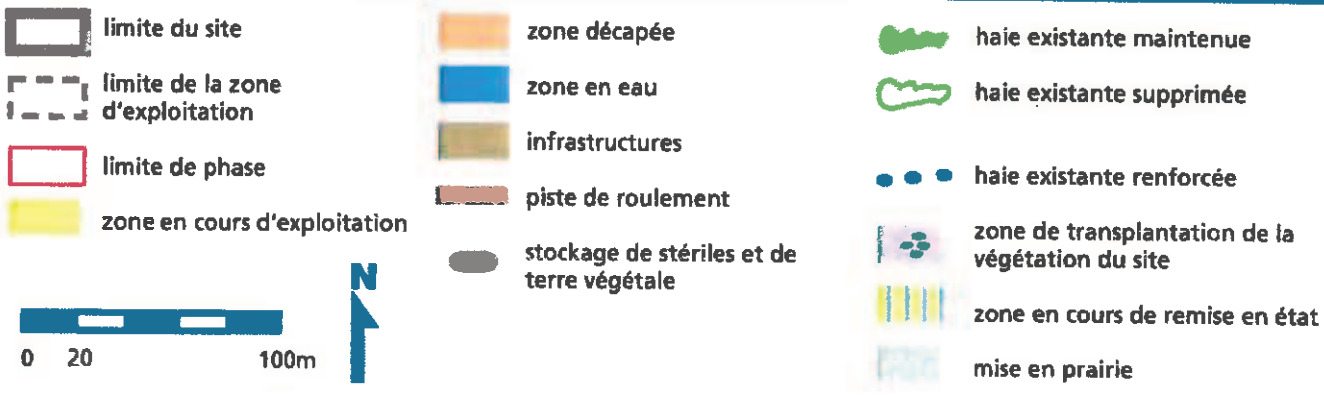 limite du site
limite de la zone
d'exploitation
limite de phase
zone en cours d'exploitation
N
0 20 100m
zone décapée
zone en eau
infrastructures
piste de roulement
stockage de stériles et de
terre végétale
haie existante maintenue
haie existante supprimée
haie existante renforcée
zone de transplantation de la
végétation du site
zone en cours de remise en état
mise en prairie